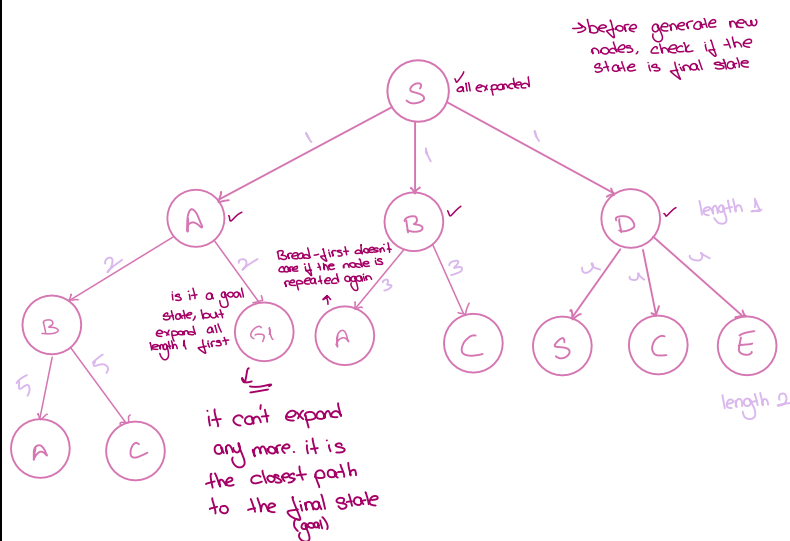 →before generate new
nodes, check if the
state is final state
S
✓
all expanded
1
1
1
A
✓
B
✓
D
✓
length 1
2
2
Bread-first doesn't
care if the node is
repeated again
3
3
4
4
4
is it a goal
state, but
expand all
length 1 first
B
G1
A
C
S
C
E
length 2
5
5
A
C
it can't expand
any more. it is
the closest path
to the final state
(goal)